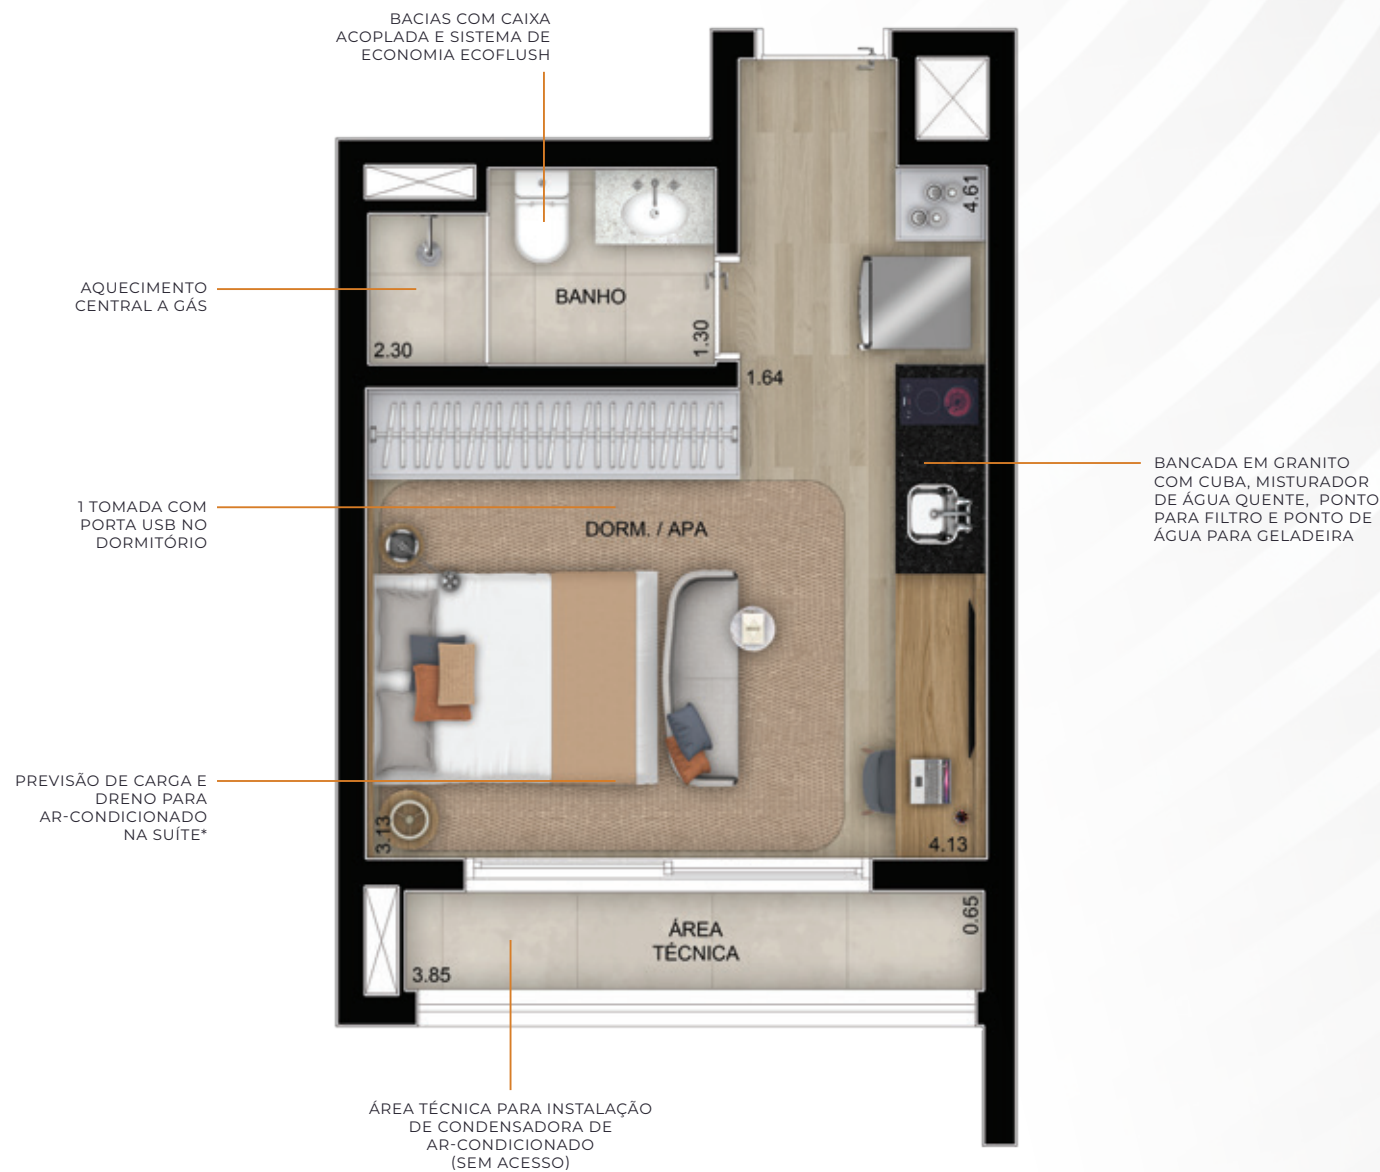 BACIAS COM CAIXA
ACOPLADA E SISTEMA DE
ECONOMIA ECOFLUSH
4.61
AQUECIMENTO
CENTRAL A GÁS
BANHO
2.30
1.30
1.64
BANCADA EM GRANITO
COM CUBA, MISTURADOR
DE ÁGUA QUENTE, PONTO
PARA FILTRO E PONTO DE
ÁGUA PARA GELADEIRA
1 TOMADA COM
PORTA USB NO
DORMITÓRIO
DORM. / APA
PREVISÃO DE CARGA E
DRENO PARA
AR-CONDICIONADO
NA SUÍTE*
3.13
4.13
ÁREA
TÉCNICA
0.65
3.85
ÁREA TÉCNICA PARA INSTALAÇÃO
DE CONDENSADORA DE
AR-CONDICIONADO
(SEM ACESSO)